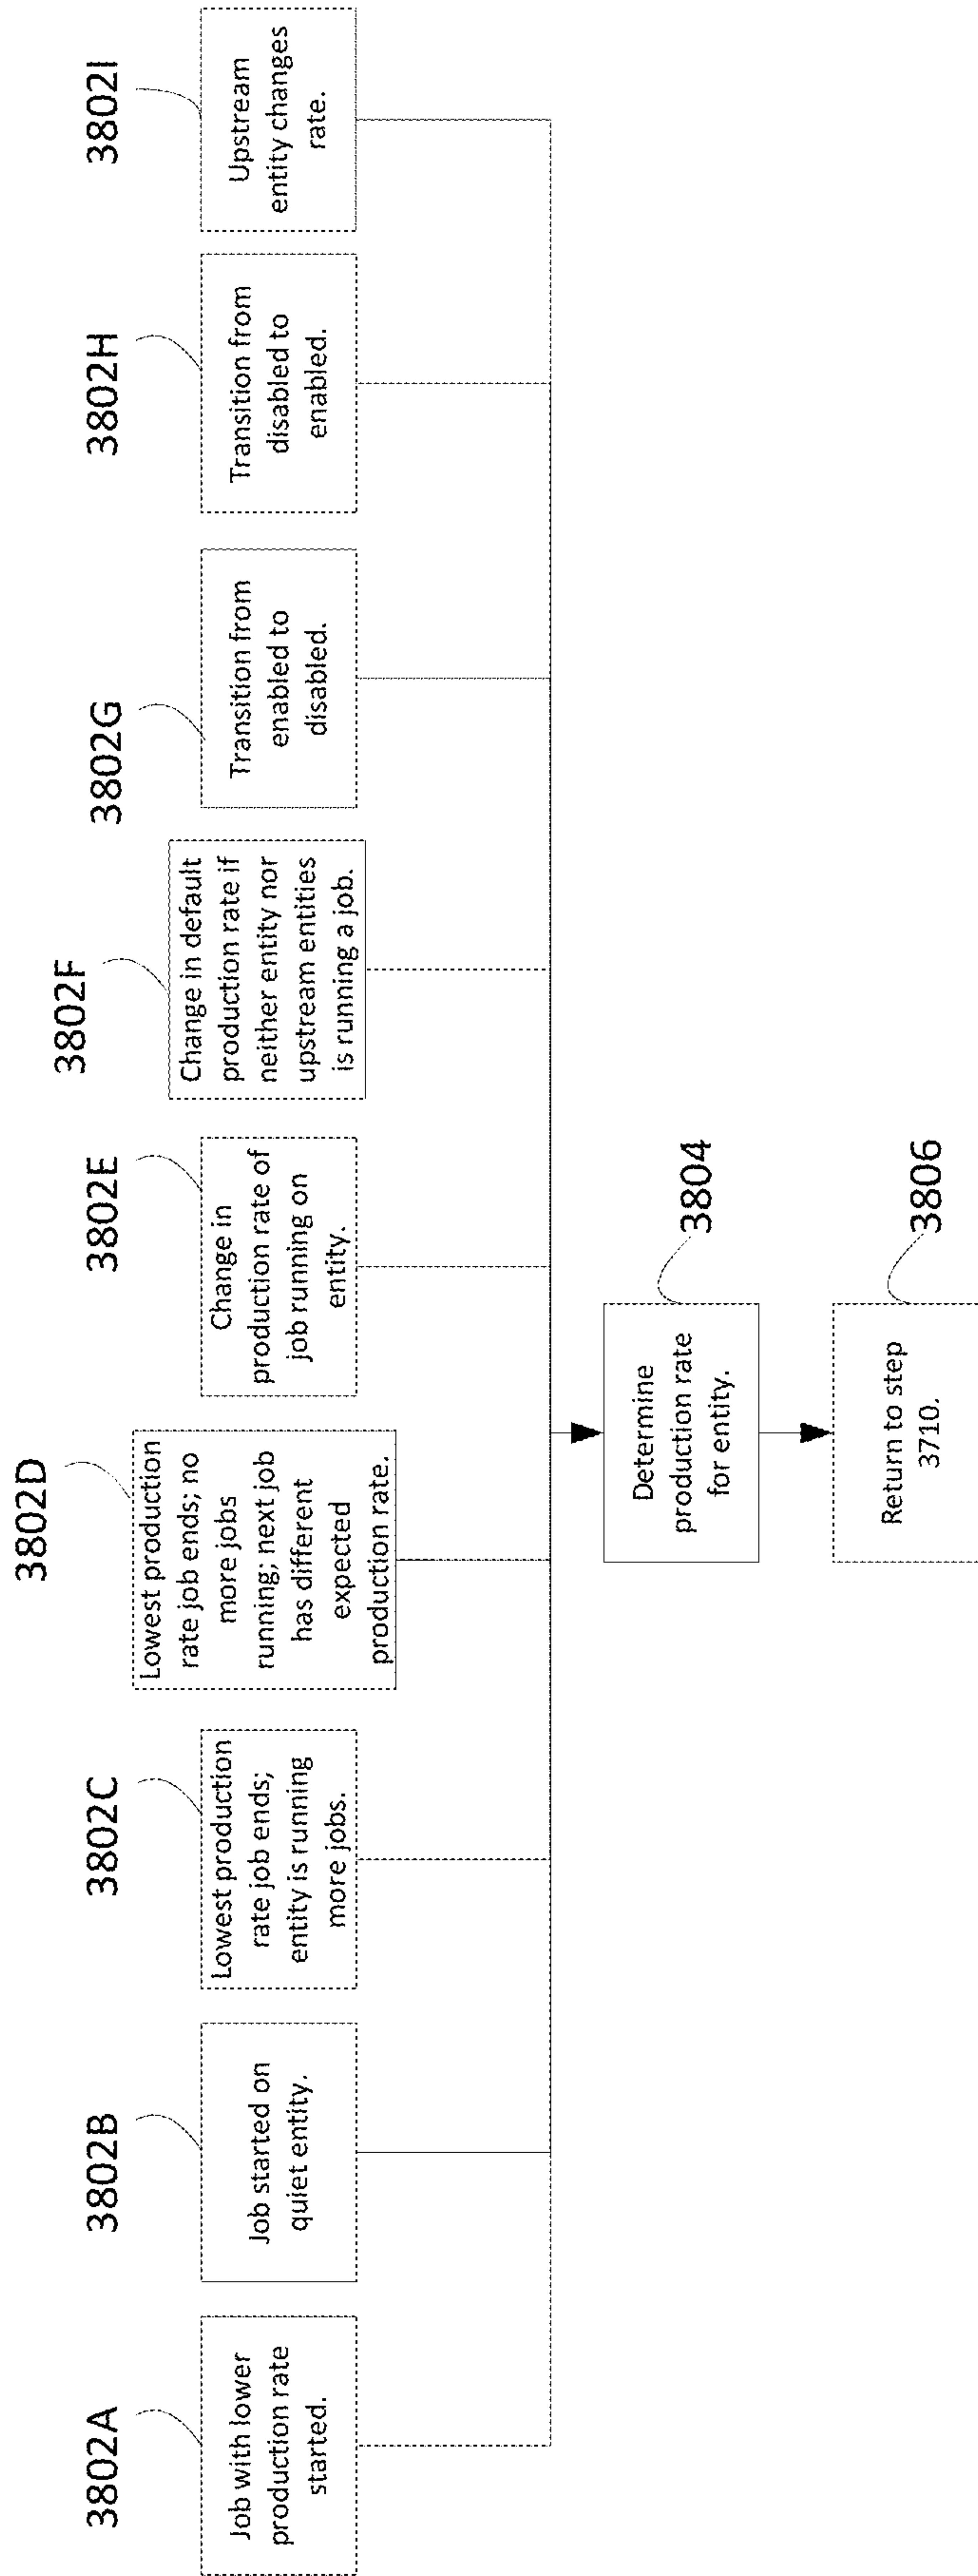 3802A
Job with lower
production rate
started.
3802B
Job started on
quiet entity.
3802C
Lowest production
rate job ends;
entity is running
more jobs.
3802D
Lowest production
rate job ends; no
more jobs
running; next job
has different
expected
production rate.
3802E
Change in
production rate of
job running on
entity.
3802F
Change in default
production rate if
neither entity nor
upstream entities
is running a job.
3802G
Transition from
enabled to
disabled.
3802H
Transition from
disabled to
enabled.
3802I
Upstream
entity changes
rate.
3804
Determine
production rate
for entity.
3806
Return to step
3710.